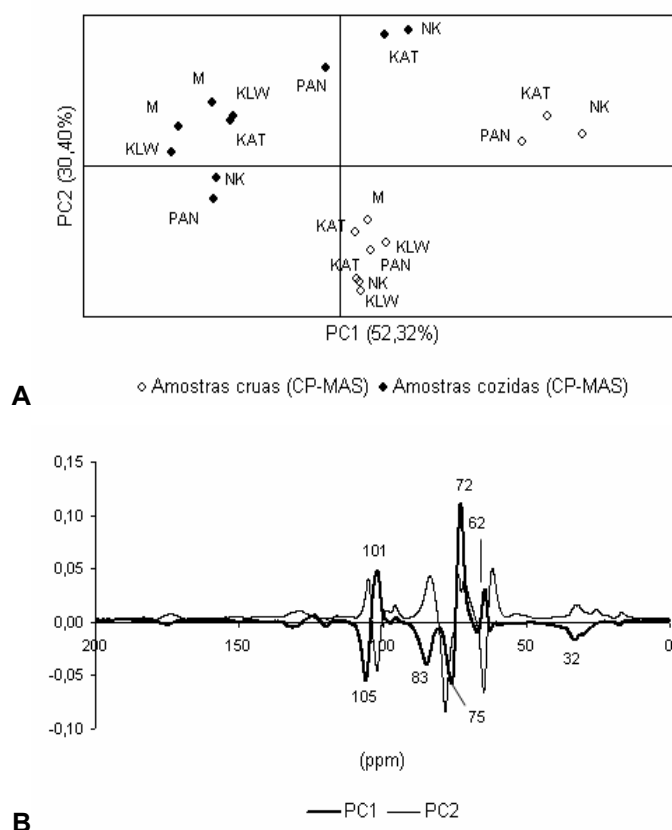 NK
KAT
PAN
M
KLW
M
KAT
KLW
NK
PAN
KAT
NK
PAN
M
KAT
KLW
PAN
KAT
NK
KLW
PC2 (30,40%)
PC1 (52,32%)
A
Amostras cruas (CP-MAS) Amostras cozidas (CP-MAS)
0,15
0,10
0,05
0,00
-0,05
-0,10
72
62
101
200
150
100
50
0
105
83
75
32
(ppm)
PC1 PC2
B